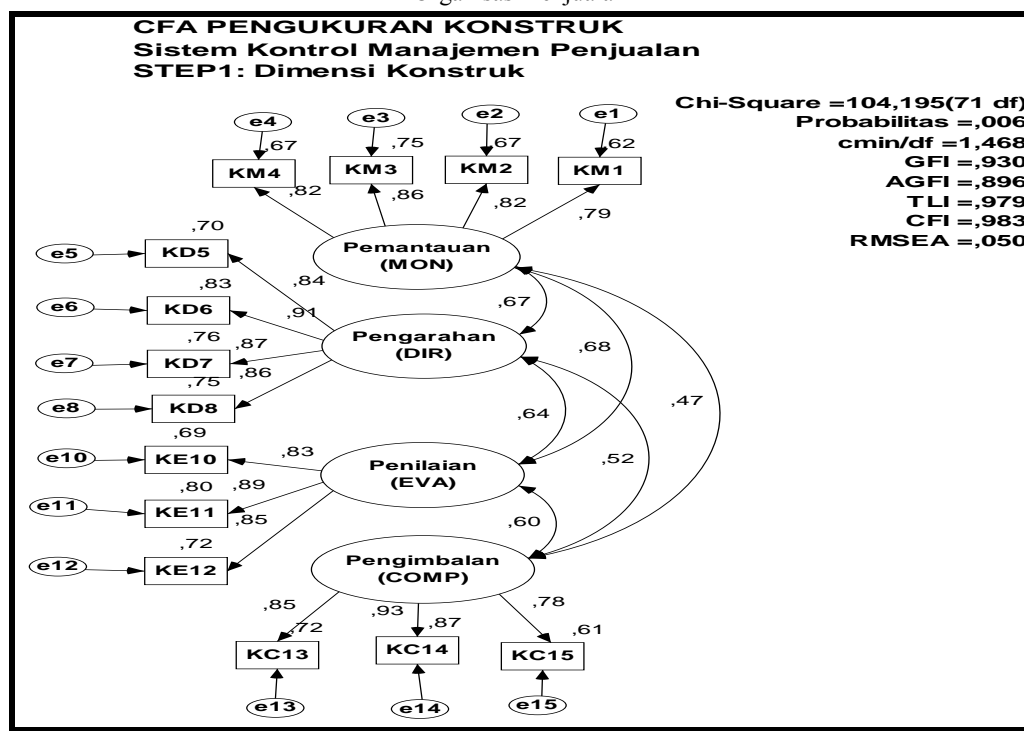 CFA PENGUKURAN KONSTRUK
Sistem Kontrol Manajemen Penjualan
STEP1: Dimensi Konstruk
Chi-Square =104,195(71 df)
Probabilitas =,006
cmin/df =1,468
GFI =,930
AGFI =,896
TLI =,979
CFI =,983
RMSEA =,050
e4
e3
e2
e1
,67
,75
,67
,62
KM4
KM3
KM2
KM1
,82
,86
,82
,79
Pemantauan
(MON)
,70
e5
KD5
,84
,83
e6
KD6
,91
,76
e7
KD7
,87
,75
e8
KD8
,86
Pengarahan
(DIR)
,67
,68
,47
,64
,52
,69
e10
KE10
,83
,80
e11
KE11
,89
,72
e12
KE12
,85
Penilaian
(EVA)
,60
Pengimbalan
(COMP)
,85
,93
,78
,72
,87
,61
KC13
KC14
KC15
e13
e14
e15